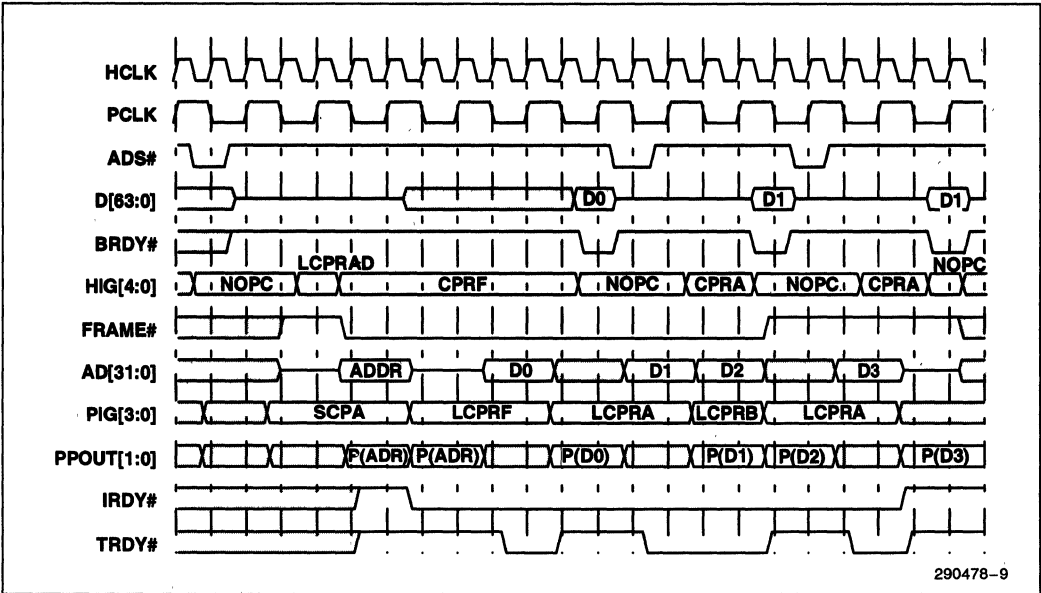 HCLK
PCLK
ADS#
D[63:0] D0 D1 D1
BRDY#
LCPRAD NOPC
HIG[4:0] NOPC CPRF NOPC CPRA NOPC CPRA
FRAME#
AD[31:0] ADDR D0 D1 D2 D3
PIG[3:0] SCPA LCPRF LCPRA LCPRB LCPRA
PPOUT[1:0] P(ADR) P(ADR) P(D0) P(D1) P(D2) P(D3)
IRDY#
TRDY#
290478–9